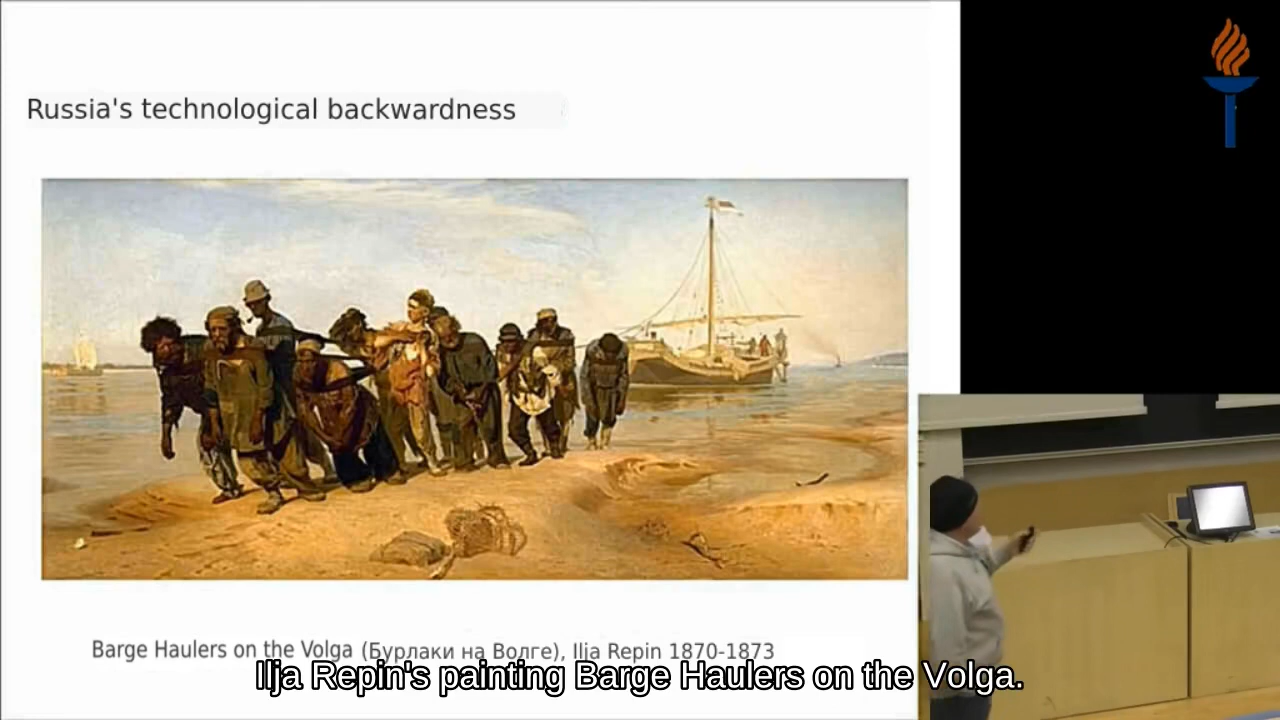 Russia's technological backwardness
Barge Haulers on the Volga (Бурлаки на Волге), Ilja Repin 1870-1873
Ilja Repin's painting Barge Haulers on the Volga.